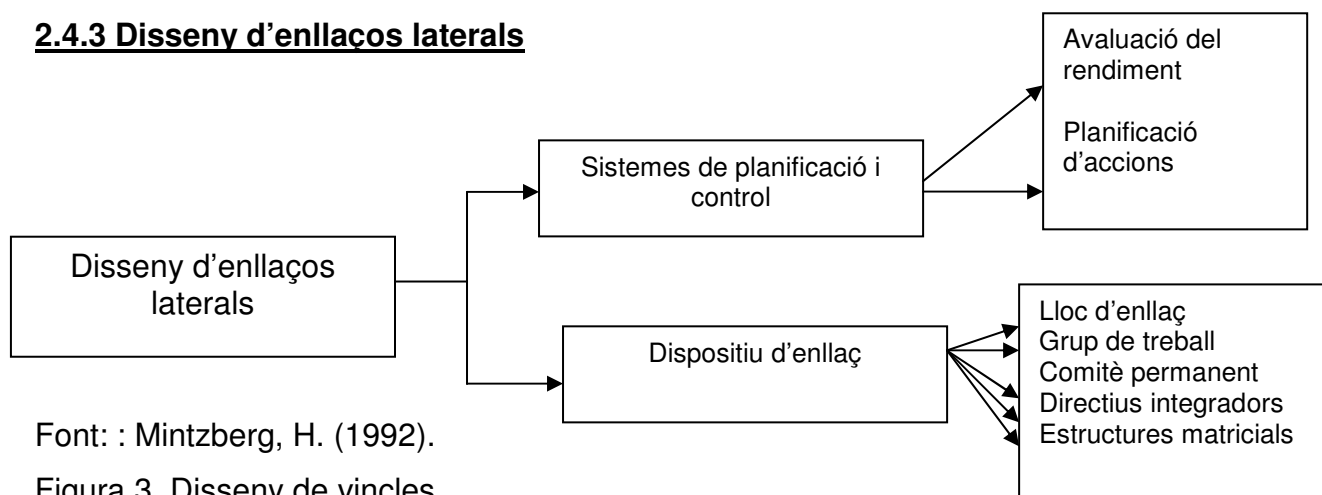 2.4.3 Disseny d’enllaços laterals
Avaluació del
rendiment
Planificació
d’accions
Sistemes de planificació i
control
Disseny d’enllaços
laterals
Dispositiu d’enllaç
Lloc d’enllaç
Grup de treball
Comitè permanent
Directius integradors
Estructures matricials
Font: : Mintzberg, H. (1992).
Figura 3. Disseny de vincles